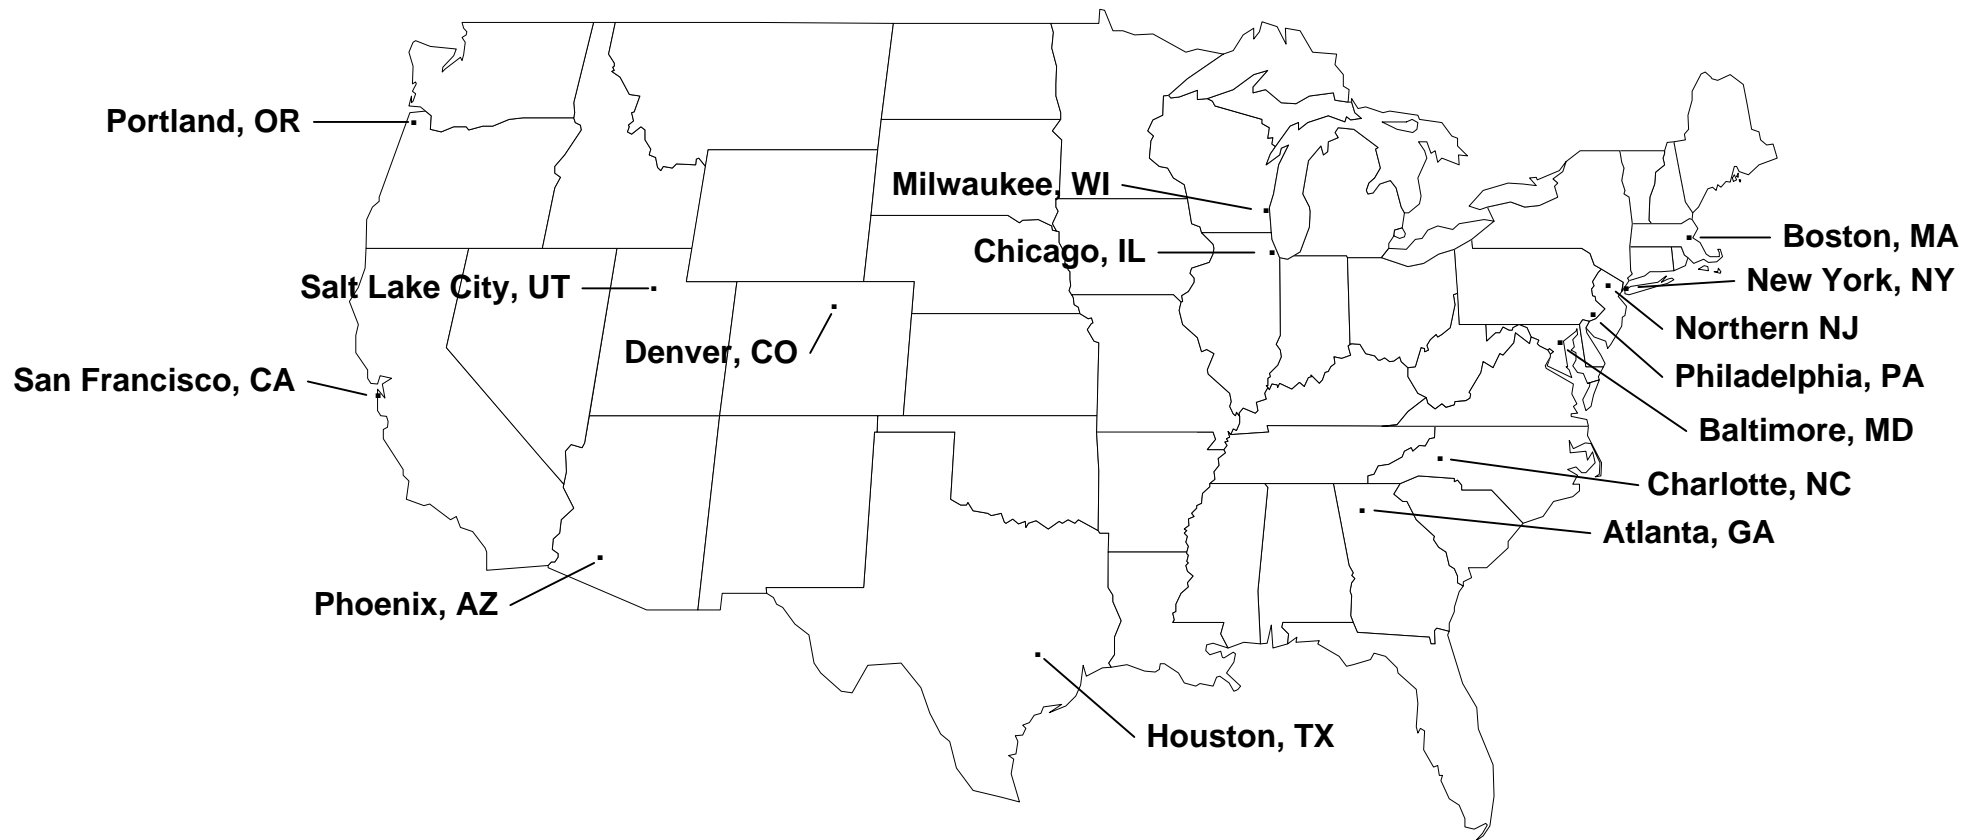 Portland, OR
Milwaukee, WI
Boston, MA
Chicago, IL
New York, NY
Salt Lake City, UT
Northern NJ
Denver, CO
Philadelphia, PA
San Francisco, CA
Baltimore, MD
Charlotte, NC
Atlanta, GA
Phoenix, AZ
Houston, TX